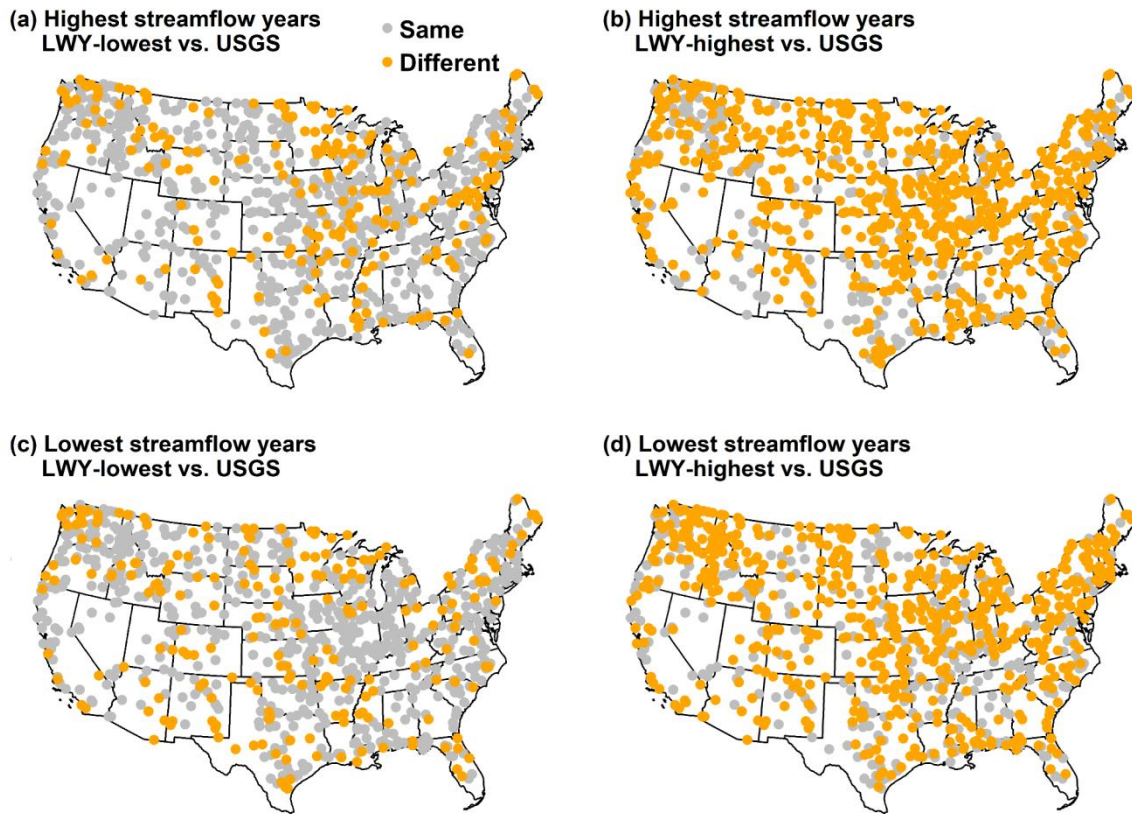 (a) Highest streamflow years
LWY-lowest vs. USGS
Same
Different
(b) Highest streamflow years
LWY-highest vs. USGS
(c) Lowest streamflow years
LWY-lowest vs. USGS
(d) Lowest streamflow years
LWY-highest vs. USGS